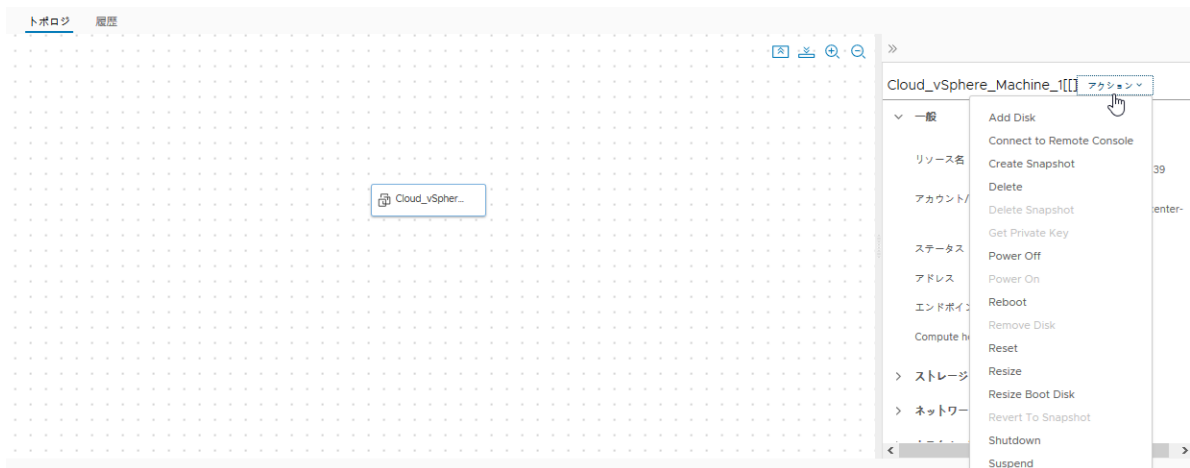 トポロジ 履歴
Cloud_vSphere_Machine_1[[] アクション
一般
Add Disk
Connect to Remote Console
リソース名
Create Snapshot
39
Delete
アカウント/
Delete Snapshot
center-
Cloud_vSpher...
Get Private Key
ステータス
Power Off
アドレス
Power On
エンドポイン
Reboot
Remove Disk
Compute ho
Reset
ストレージ
Resize
Resize Boot Disk
ネットワー
Revert To Snapshot
Shutdown
Suspend